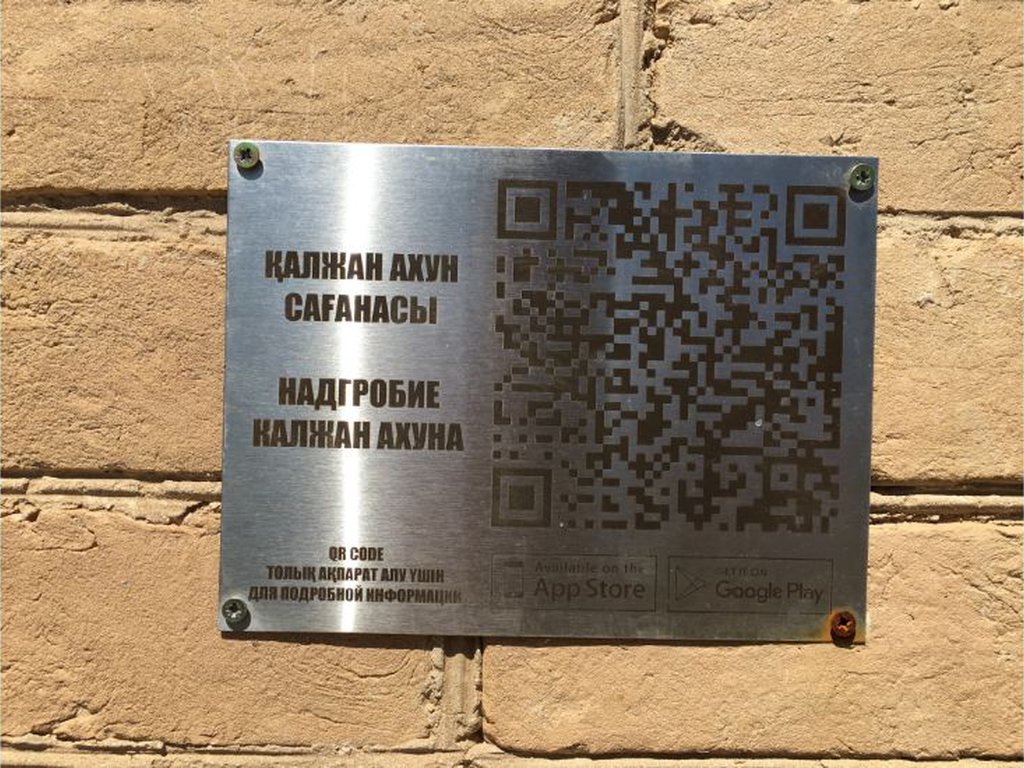 ҚАЛЖАН АХУН
САҒАНАСЫ
НАДГРОБИЕ
КАЛЖАН АХУНА
QR CODE
ТОЛЫҚ АҚПАРАТ АЛУ ҮШІН
ДЛЯ ПОДРОБНОЙ ИНФОРМАЦИИ
Available on the
App Store
GET IT ON
Google Play